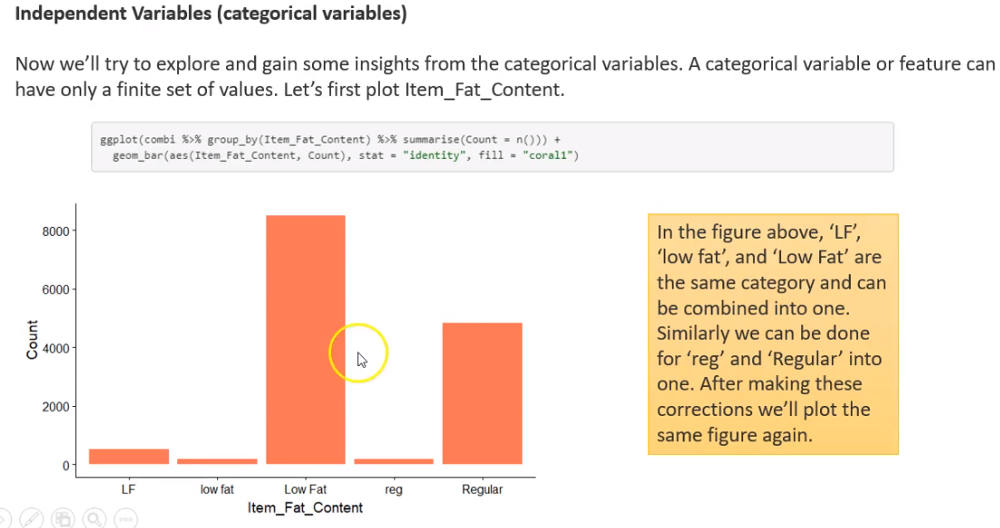 Independent Variables (categorical variables)
Now we’ll try to explore and gain some insights from the categorical variables. A categorical variable or feature can
have only a finite set of values. Let’s first plot Item_Fat_Content.
ggplot(combi %>% group_by(Item_Fat_Content) %>% summarise(Count = n())) +
geom_bar(aes(Item_Fat_Content, Count), stat = "identity", fill = "coral1")
8000
6000
4000
2000
0
Count
LF low fat Low Fat reg Regular
Item_Fat_Content
In the figure above, ‘LF’,
‘low fat’, and ‘Low Fat’ are
the same category and can
be combined into one.
Similarly we can be done
for ‘reg’ and ‘Regular’ into
one. After making these
corrections we’ll plot the
same figure again.